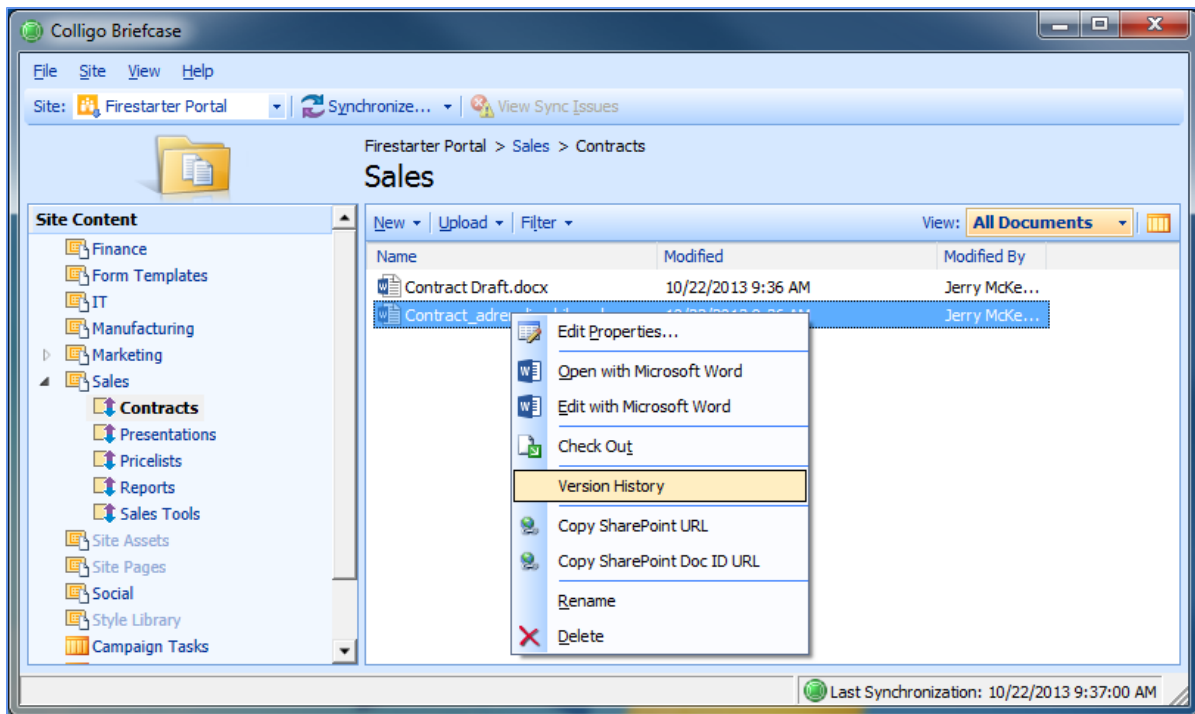 Colligo Briefcase
File Site View Help
Site: Firestarter Portal Synchronize... View Sync Issues
Firestarter Portal > Sales > Contracts
Sales
Site Content
Finance
Form Templates
IT
Manufacturing
Marketing
Sales
Contracts
Presentations
Pricelists
Reports
Sales Tools
Site Assets
Site Pages
Social
Style Library
Campaign Tasks
New Upload Filter View: All Documents
Name Modified Modified By
Contract Draft.docx 10/22/2013 9:36 AM Jerry McKe...
Jerry McKe...
Edit Properties...
Open with Microsoft Word
Edit with Microsoft Word
Check Out
Version History
Copy SharePoint URL
Copy SharePoint Doc ID URL
Rename
Delete
Last Synchronization: 10/22/2013 9:37:00 AM